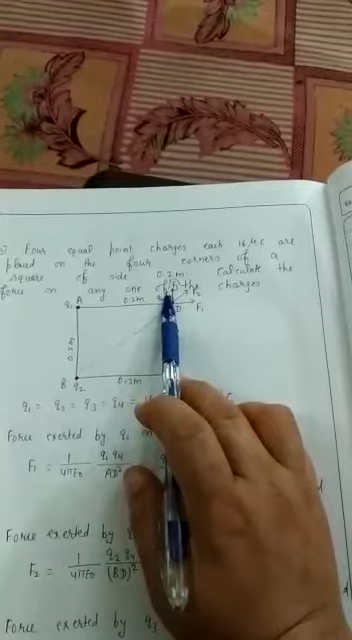 Four equal point charges each 16 μC are
placed on the four corners of a
square of side 0.2 m Calculate the
force on any one of the charges
F₂
q₁ A 0.2m D F₁
B q₂ 0.2m
q₁ = q₂ = q₃ = q₄ =
Force exerted by q₁ on
F₁ = 1/4πε₀ q₁ q₄/AD²
Force exerted by
F₂ = 1/4πε₀ q₂ q₄/(BD)²
Force exerted by q₃